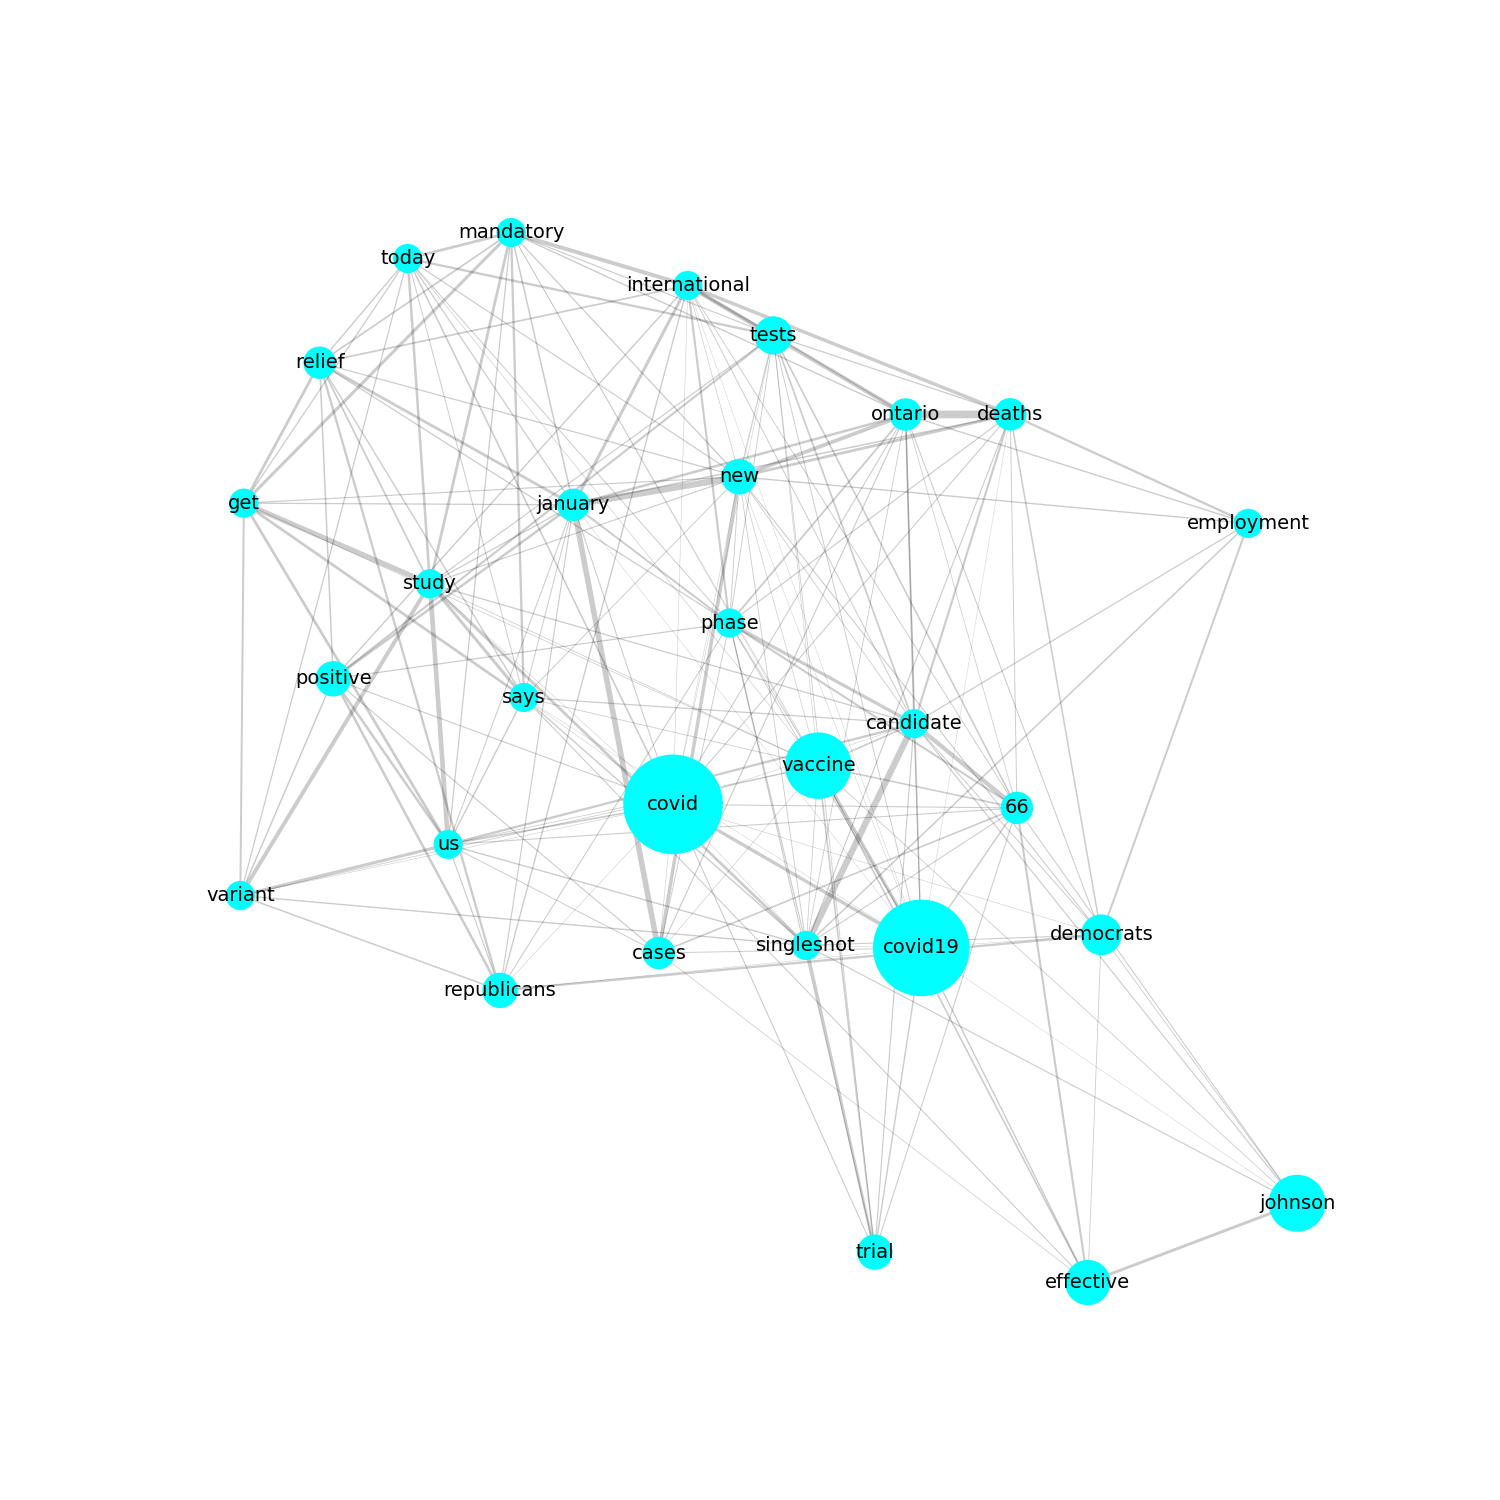 mandatory
today
international
tests
relief
ontario
deaths
new
get
january
employment
study
phase
positive
says
candidate
vaccine
covid
66
us
variant
democrats
singleshot
covid19
cases
republicans
johnson
trial
effective